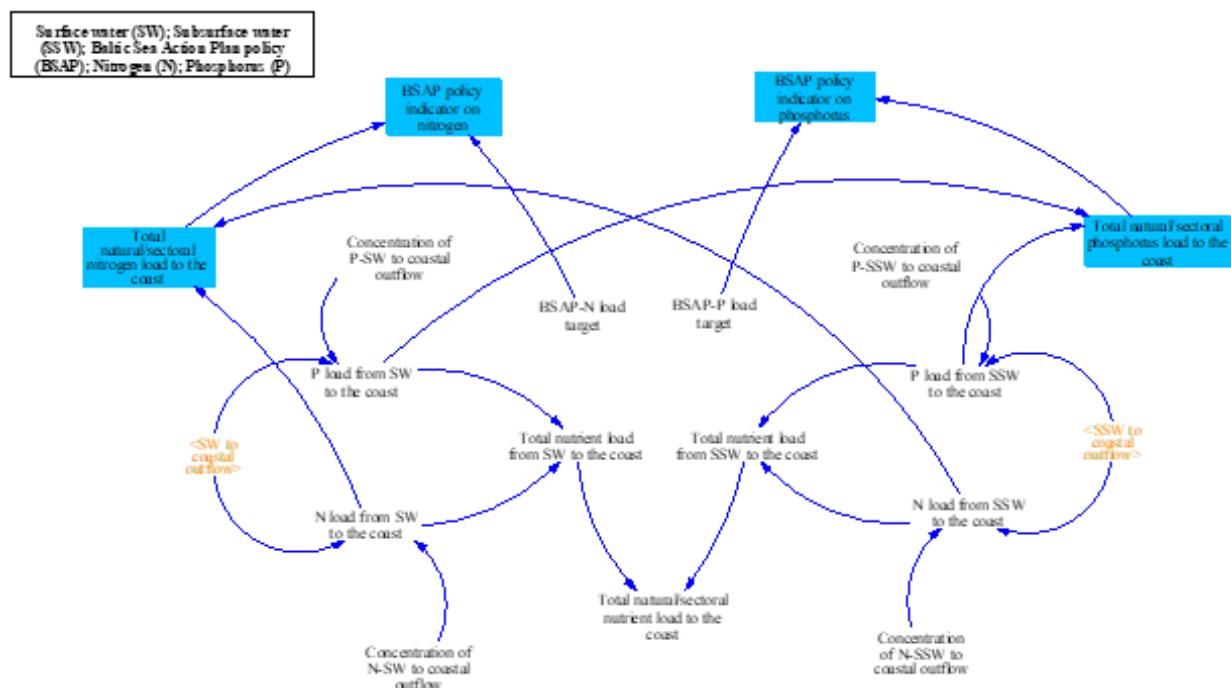 Surface water (SW); Subsurface water
(SSW); Baltic Sea Action Plan policy
(BSAP); Nitrogen (N); Phosphorus (P)
BSAP policy
indicator on
nitrogen
BSAP policy
indicator on
phosphorus
Total
natural/sectoral
nitrogen load to the
coast
Concentration of
P-SW to coastal
outflow
Concentration of
P-SSW to coastal
outflow
Total natural/sectoral
phosphorus load to the
coast
BSAP-N load
target
BSAP-P load
target
P load from SW
to the coast
P load from SSW
to the coast
<SW to
coastal
outflow>
Total nutrient load
from SW to the coast
Total nutrient load
from SSW to the coast
<SSW to
coastal
outflow>
N load from SW
to the coast
N load from SSW
to the coast
Total natural/sectoral
nutrient load to the
coast
Concentration of
N-SW to coastal
outflow
Concentration
of N-SSW to
coastal outflow